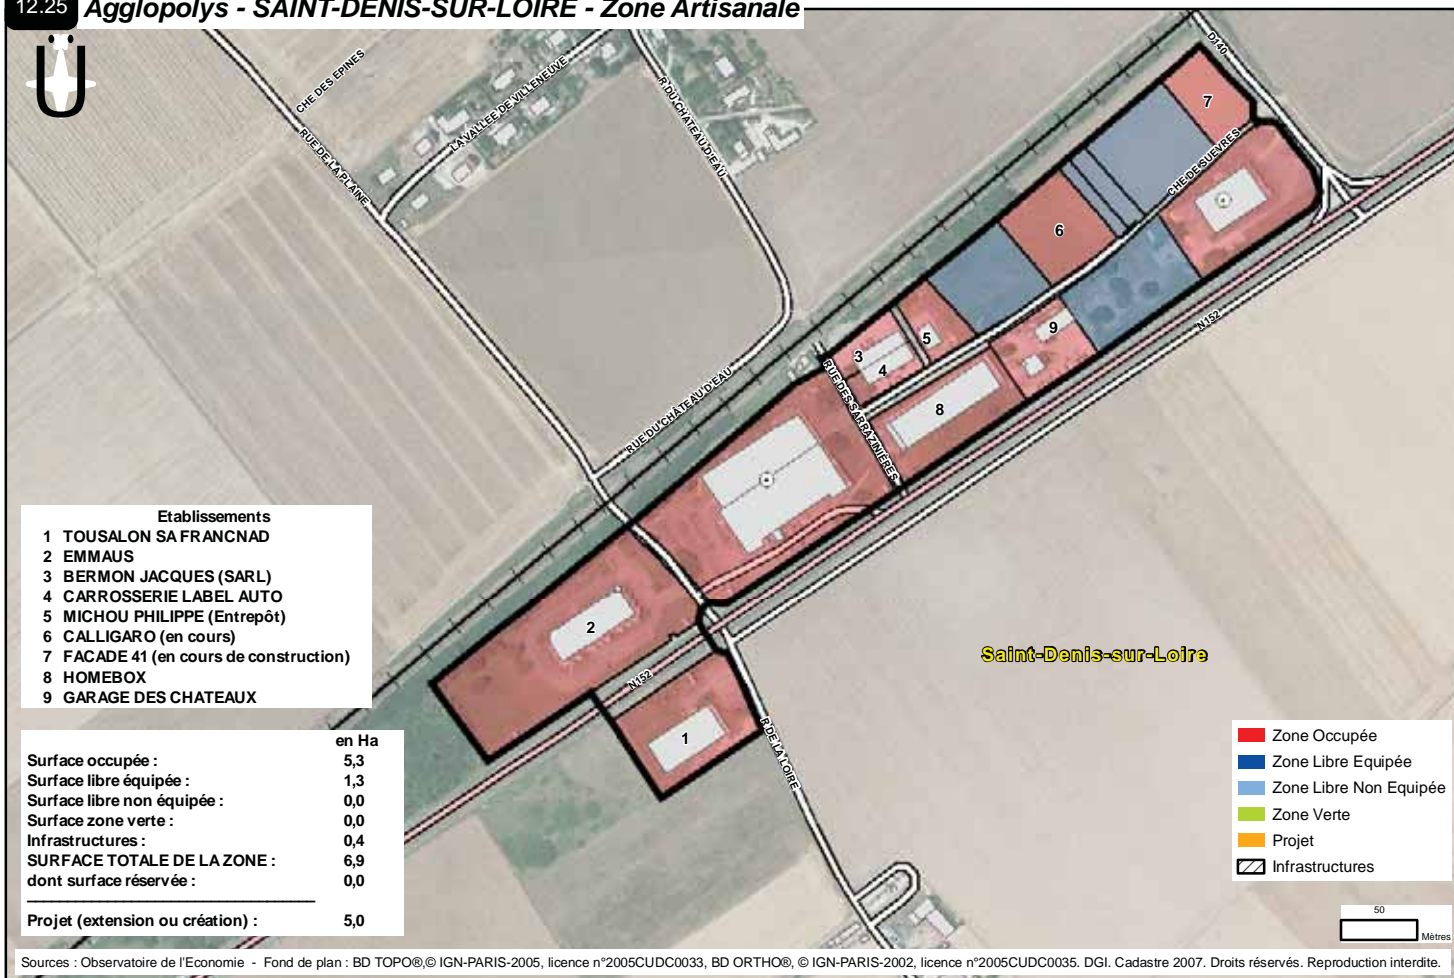 12.25 Agglopolys - SAINT-DENIS-SUR-LOIRE - Zone Artisanale
Ü
CHE DES EPINES
RUE DE LA PLAINE
LA VALLEE DE VILLENEUVE
R DU CHATEAU D'EAU
D140
7
CHE DE SUEVRES
6
N152
9
5
3
4
RUE DES SARRAZINIÈRES
8
RUE DU CHÂTEAU D'EAU
2
N152
1
R DE LA LOIRE
Saint-Denis-sur-Loire
Etablissements
1 TOUSALON SA FRANCNAD
2 EMMAUS
3 BERMON JACQUES (SARL)
4 CARROSSERIE LABEL AUTO
5 MICHOU PHILIPPE (Entrepôt)
6 CALLIGARO (en cours)
7 FACADE 41 (en cours de construction)
8 HOMEBOX
9 GARAGE DES CHATEAUX
en Ha
Surface occupée : 5,3
Surface libre équipée : 1,3
Surface libre non équipée : 0,0
Surface zone verte : 0,0
Infrastructures : 0,4
SURFACE TOTALE DE LA ZONE : 6,9
dont surface réservée : 0,0
Projet (extension ou création) : 5,0
Zone Occupée
Zone Libre Equipée
Zone Libre Non Equipée
Zone Verte
Projet
Infrastructures
50
Mètres
Sources : Observatoire de l'Economie - Fond de plan : BD TOPO®,© IGN-PARIS-2005, licence n°2005CUDC0033, BD ORTHO®, © IGN-PARIS-2002, licence n°2005CUDC0035. DGI. Cadastre 2007. Droits réservés. Reproduction interdite.